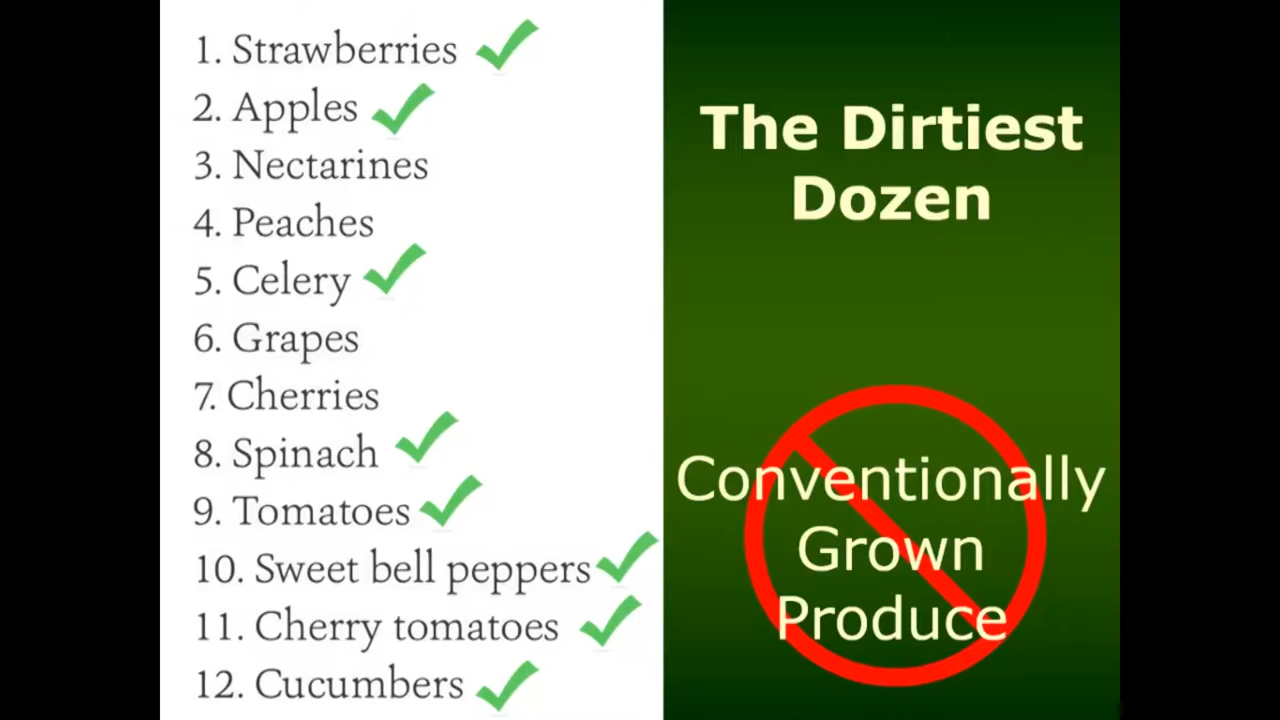 1. Strawberries
2. Apples
3. Nectarines
4. Peaches
5. Celery
6. Grapes
7. Cherries
8. Spinach
9. Tomatoes
10. Sweet bell peppers
11. Cherry tomatoes
12. Cucumbers
The Dirtiest
Dozen
Conventionally
Grown
Produce